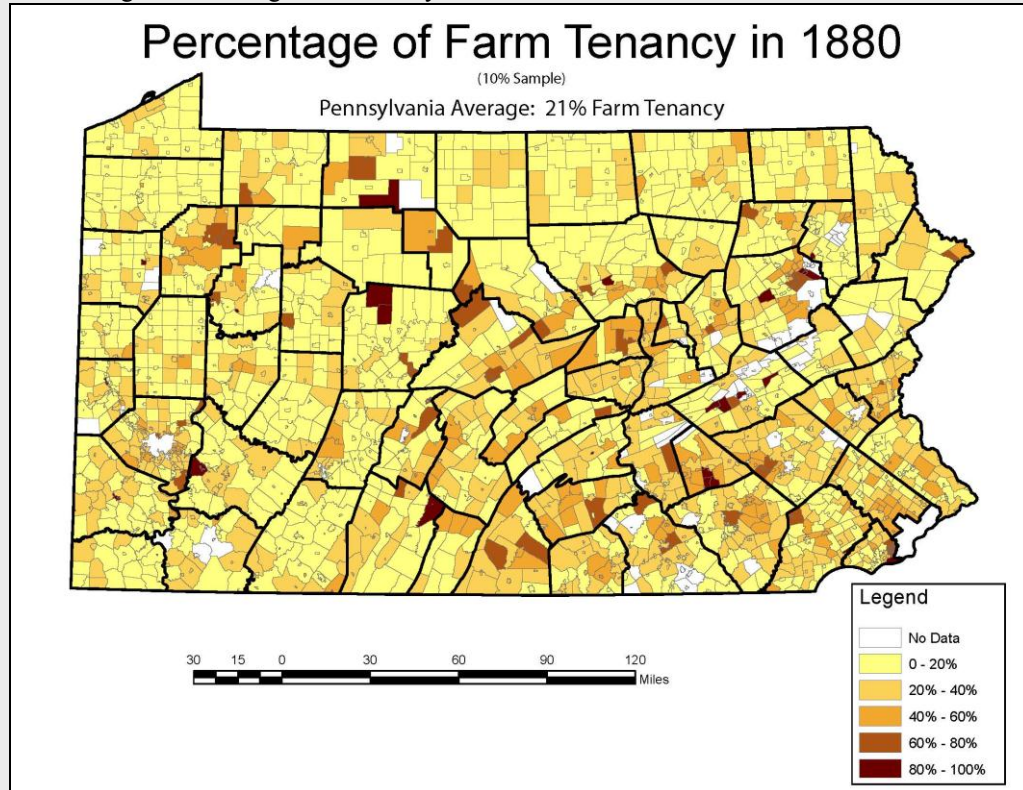 Percentage of Farm Tenancy in 1880
(10% Sample)
Pennsylvania Average: 21% Farm Tenancy
30 15 0 30 60 90 120
Miles
Legend
No Data
0 - 20%
20% - 40%
40% - 60%
60% - 80%
80% - 100%